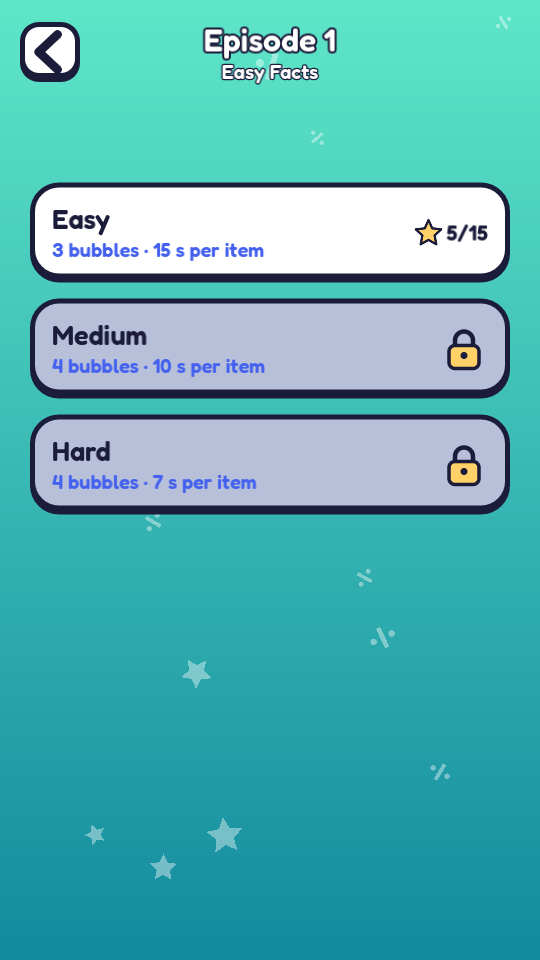 Episode 1
Easy Facts
Easy
3 bubbles · 15 s per item
5/15
Medium
4 bubbles · 10 s per item
Hard
4 bubbles · 7 s per item